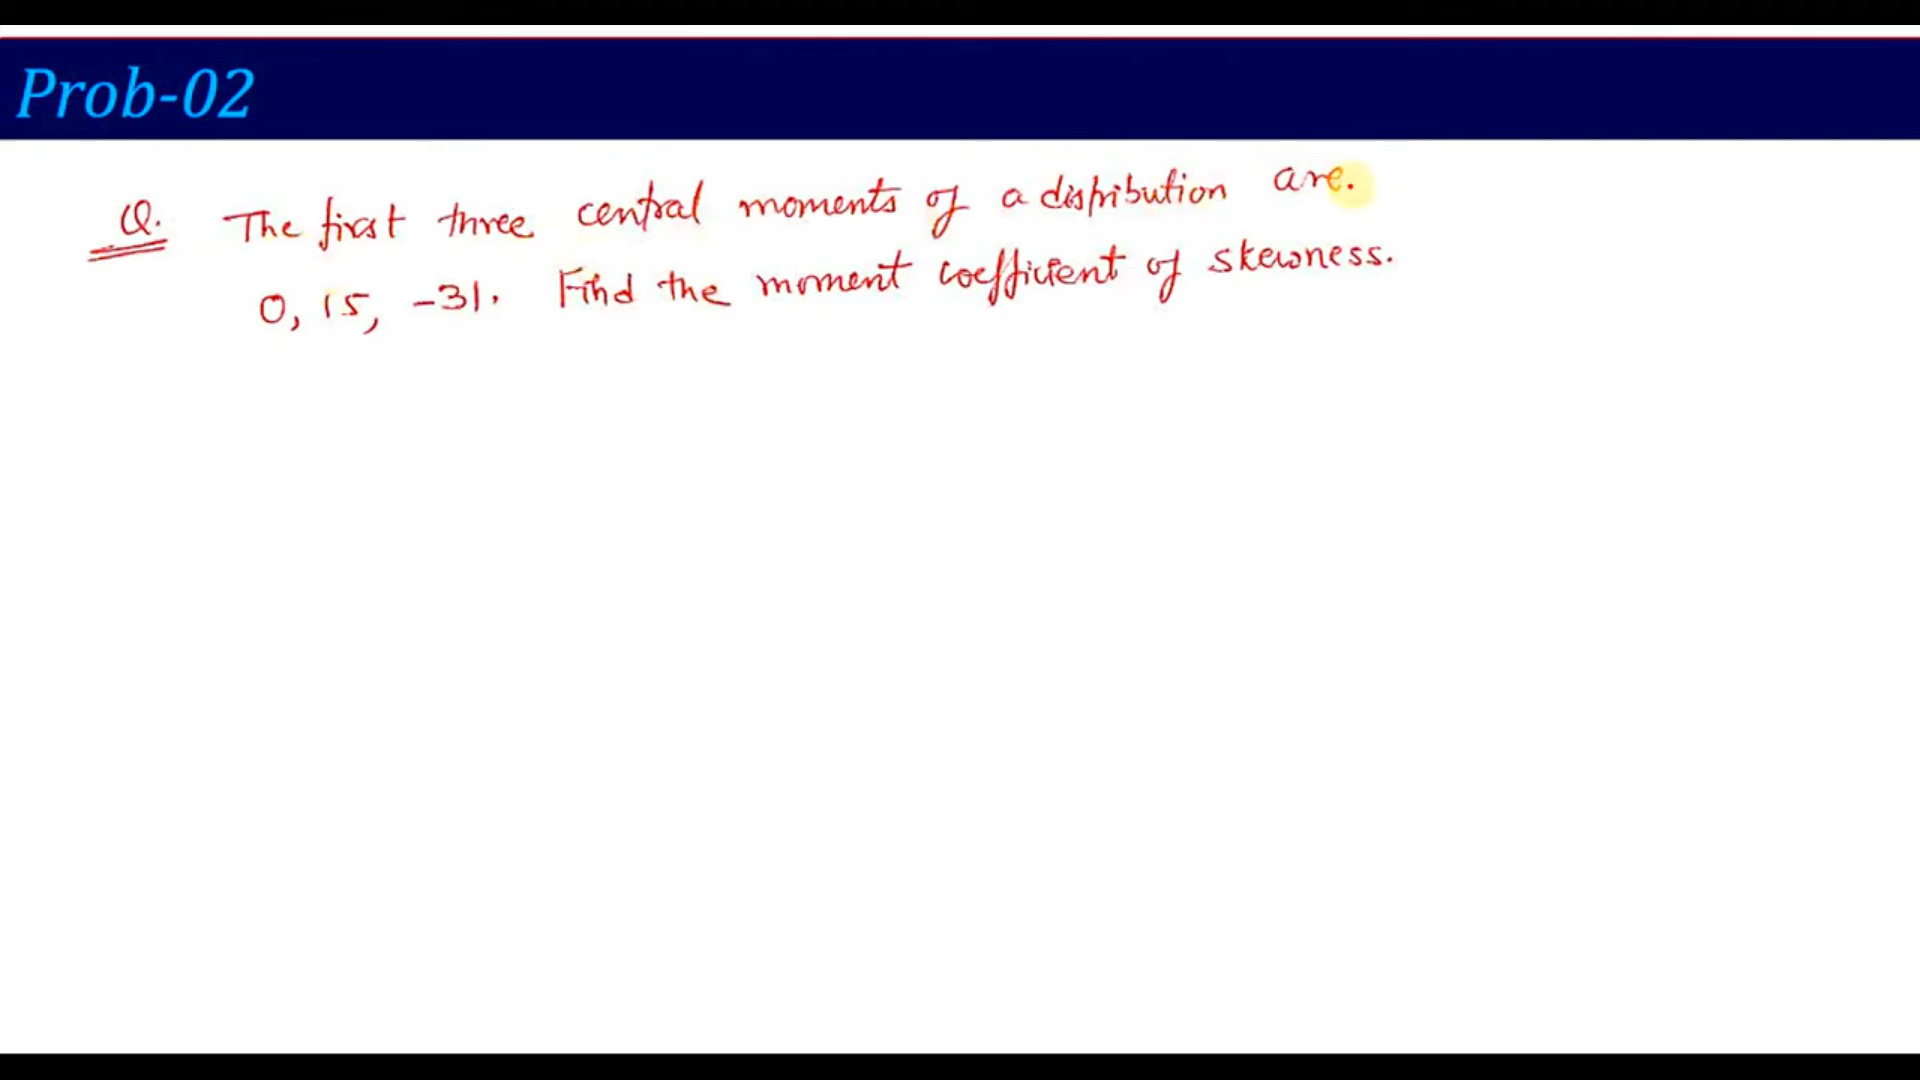 Prob-02
Q. The first three central moments of a distribution are.
0, 15, -31. Find the moment coefficient of skewness.